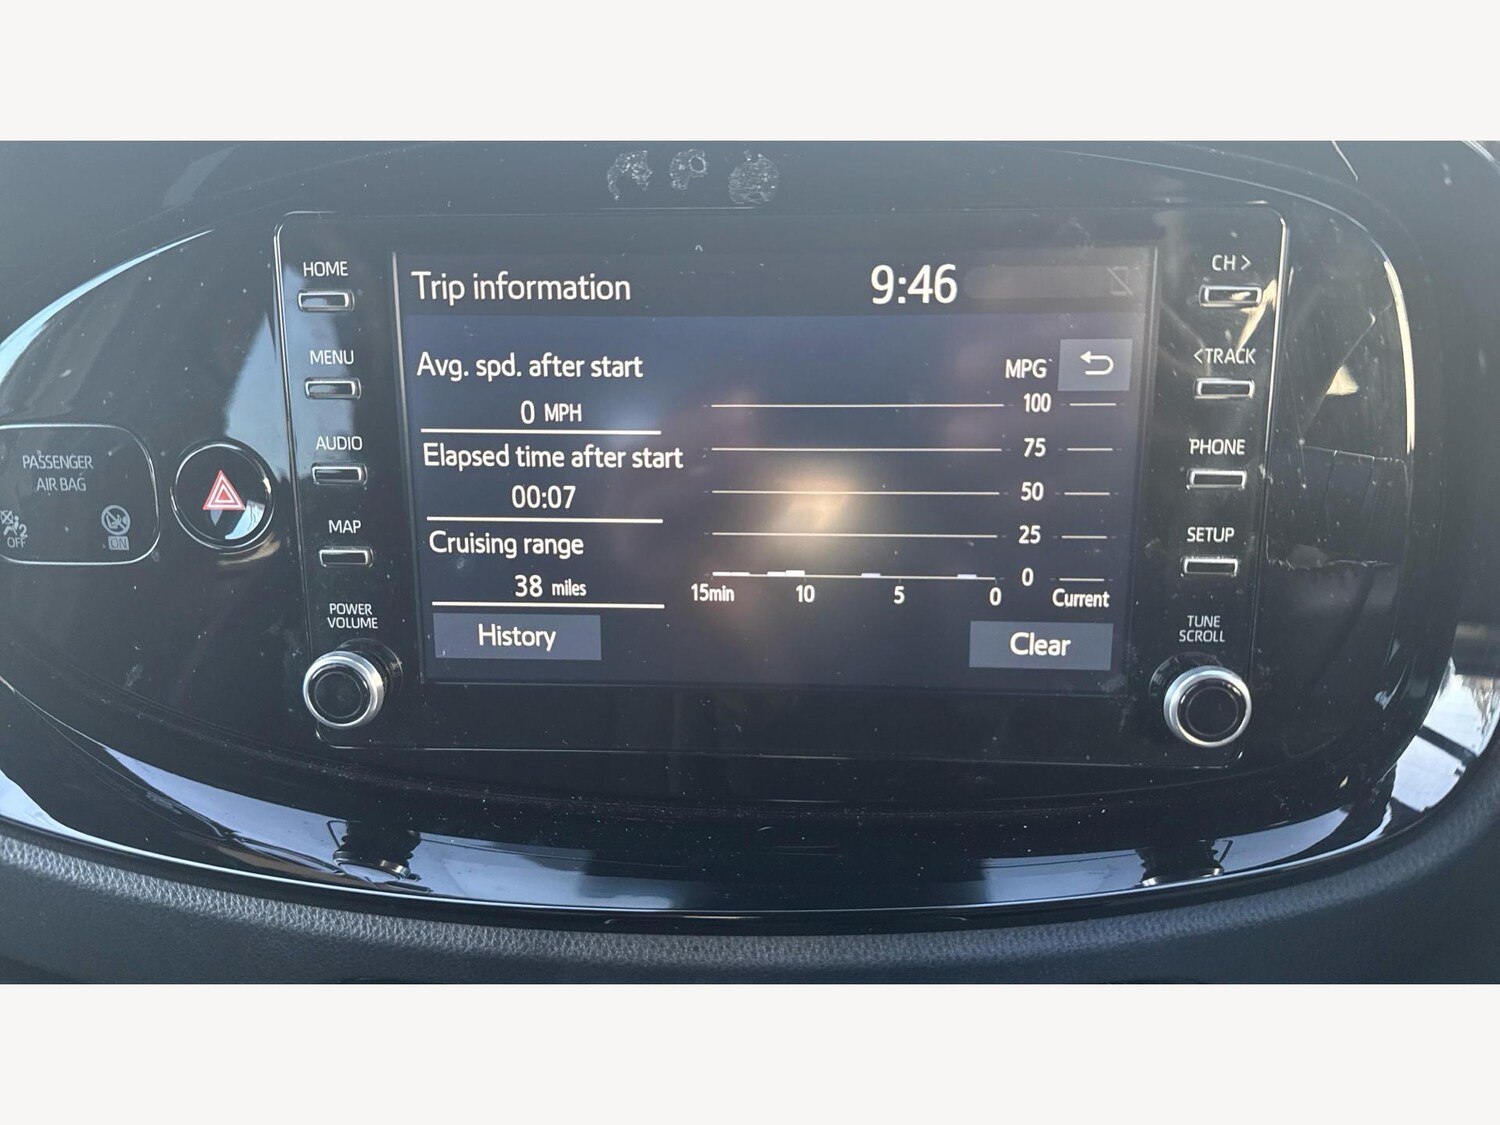 HOME
MENU
AUDIO
MAP
POWER
VOLUME
PASSENGER
AIR BAG
2
OFF
ON
Trip information
9:46
Avg. spd. after start
0 MPH
Elapsed time after start
00:07
Cruising range
38 miles
History
MPG
100
75
50
25
0
15min 10 5 0 Current
Clear
CH >
<TRACK
PHONE
SETUP
TUNE
SCROLL